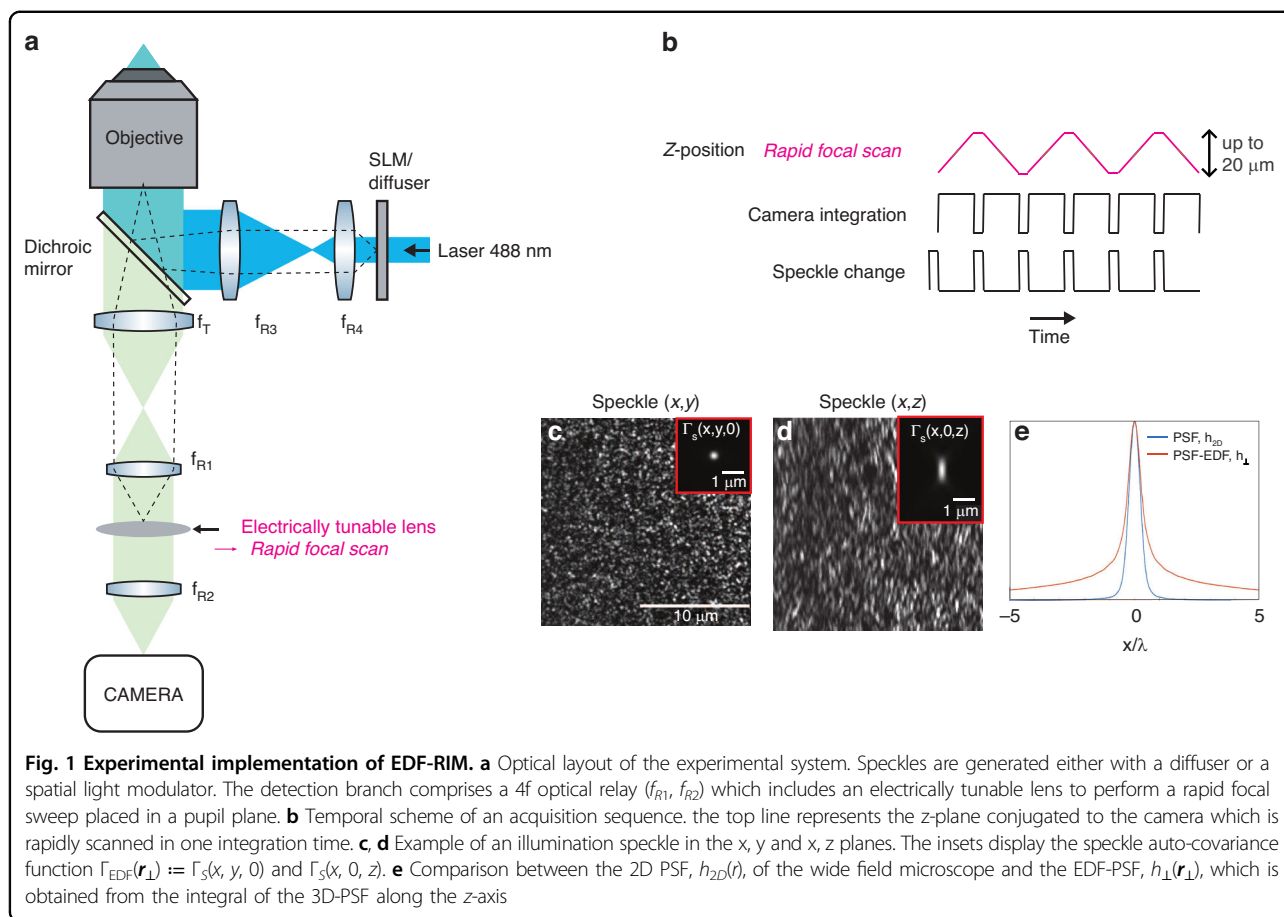 a
Objective
SLM/
diffuser
Dichroic
mirror
Laser 488 nm
f_T
f_R3
f_R4
f_R1
Electrically tunable lens
→ Rapid focal scan
f_R2
CAMERA
b
Z-position Rapid focal scan
up to
20 μm
Camera integration
Speckle change
Time
Speckle (x,y)
c
Γ_s(x,y,0)
1 μm
10 μm
Speckle (x,z)
d
Γ_s(x,0,z)
1 μm
e
PSF, h_2D
PSF-EDF, h_⊥
−5 0 5
x/λ
Fig. 1 Experimental implementation of EDF-RIM. a Optical layout of the experimental system. Speckles are generated either with a diffuser or a
spatial light modulator. The detection branch comprises a 4f optical relay (f_R1, f_R2) which includes an electrically tunable lens to perform a rapid focal
sweep placed in a pupil plane. b Temporal scheme of an acquisition sequence. the top line represents the z-plane conjugated to the camera which is
rapidly scanned in one integration time. c, d Example of an illumination speckle in the x, y and x, z planes. The insets display the speckle auto-covariance
function Γ_EDF(r_⊥) := Γ_S(x, y, 0) and Γ_S(x, 0, z). e Comparison between the 2D PSF, h_2D(r), of the wide field microscope and the EDF-PSF, h_⊥(r_⊥), which is
obtained from the integral of the 3D-PSF along the z-axis